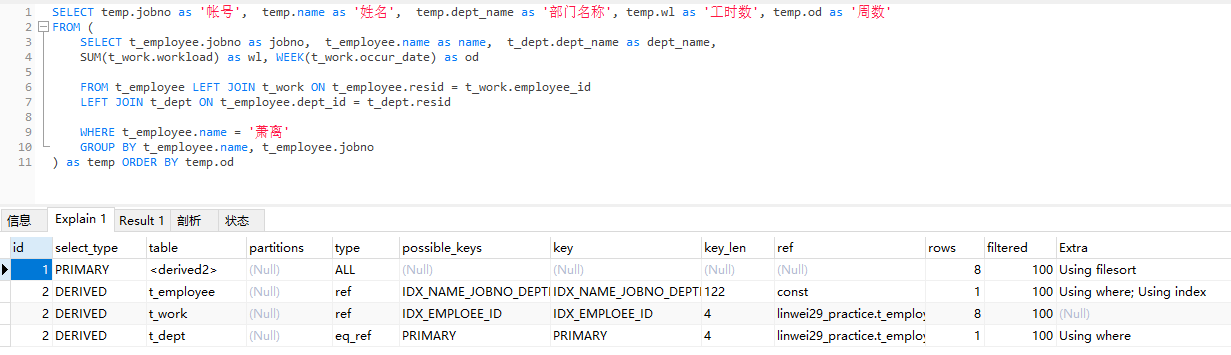 1 SELECT temp.jobno as '帐号', temp.name as '姓名', temp.dept_name as '部门名称', temp.wl as '工时数', temp.od as '周数'
2 FROM (
3 SELECT t_employee.jobno as jobno, t_employee.name as name, t_dept.dept_name as dept_name,
4 SUM(t_work.workload) as wl, WEEK(t_work.occur_date) as od
5
6 FROM t_employee LEFT JOIN t_work ON t_employee.resid = t_work.employee_id
7 LEFT JOIN t_dept ON t_employee.dept_id = t_dept.resid
8
9 WHERE t_employee.name = '萧离'
10 GROUP BY t_employee.name, t_employee.jobno
11 ) as temp ORDER BY temp.od
信息 Explain 1 Result 1 剖析 状态
id select_type table partitions type possible_keys key key_len ref rows filtered Extra
1 PRIMARY <derived2> (Null) ALL (Null) (Null) (Null) (Null) 8 100 Using filesort
2 DERIVED t_employee (Null) ref IDX_NAME_JOBNO_DEPTI IDX_NAME_JOBNO_DEPTI 122 const 1 100 Using where; Using index
2 DERIVED t_work (Null) ref IDX_EMPLOEE_ID IDX_EMPLOEE_ID 4 linwei29_practice.t_employ 8 100 (Null)
2 DERIVED t_dept (Null) eq_ref PRIMARY PRIMARY 4 linwei29_practice.t_employ 1 100 Using where